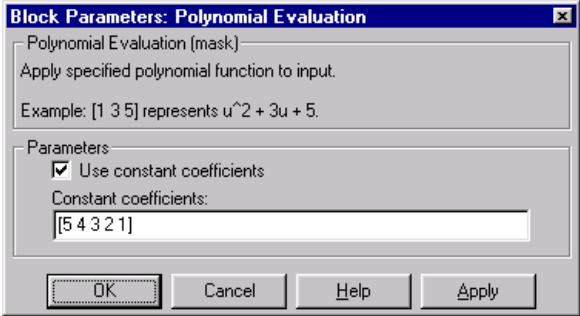 Block Parameters: Polynomial Evaluation
Polynomial Evaluation (mask)
Apply specified polynomial function to input.
Example: [1 3 5] represents u^2 + 3u + 5.
Parameters
Use constant coefficients
Constant coefficients:
[5 4 3 2 1]
OK Cancel Help Apply